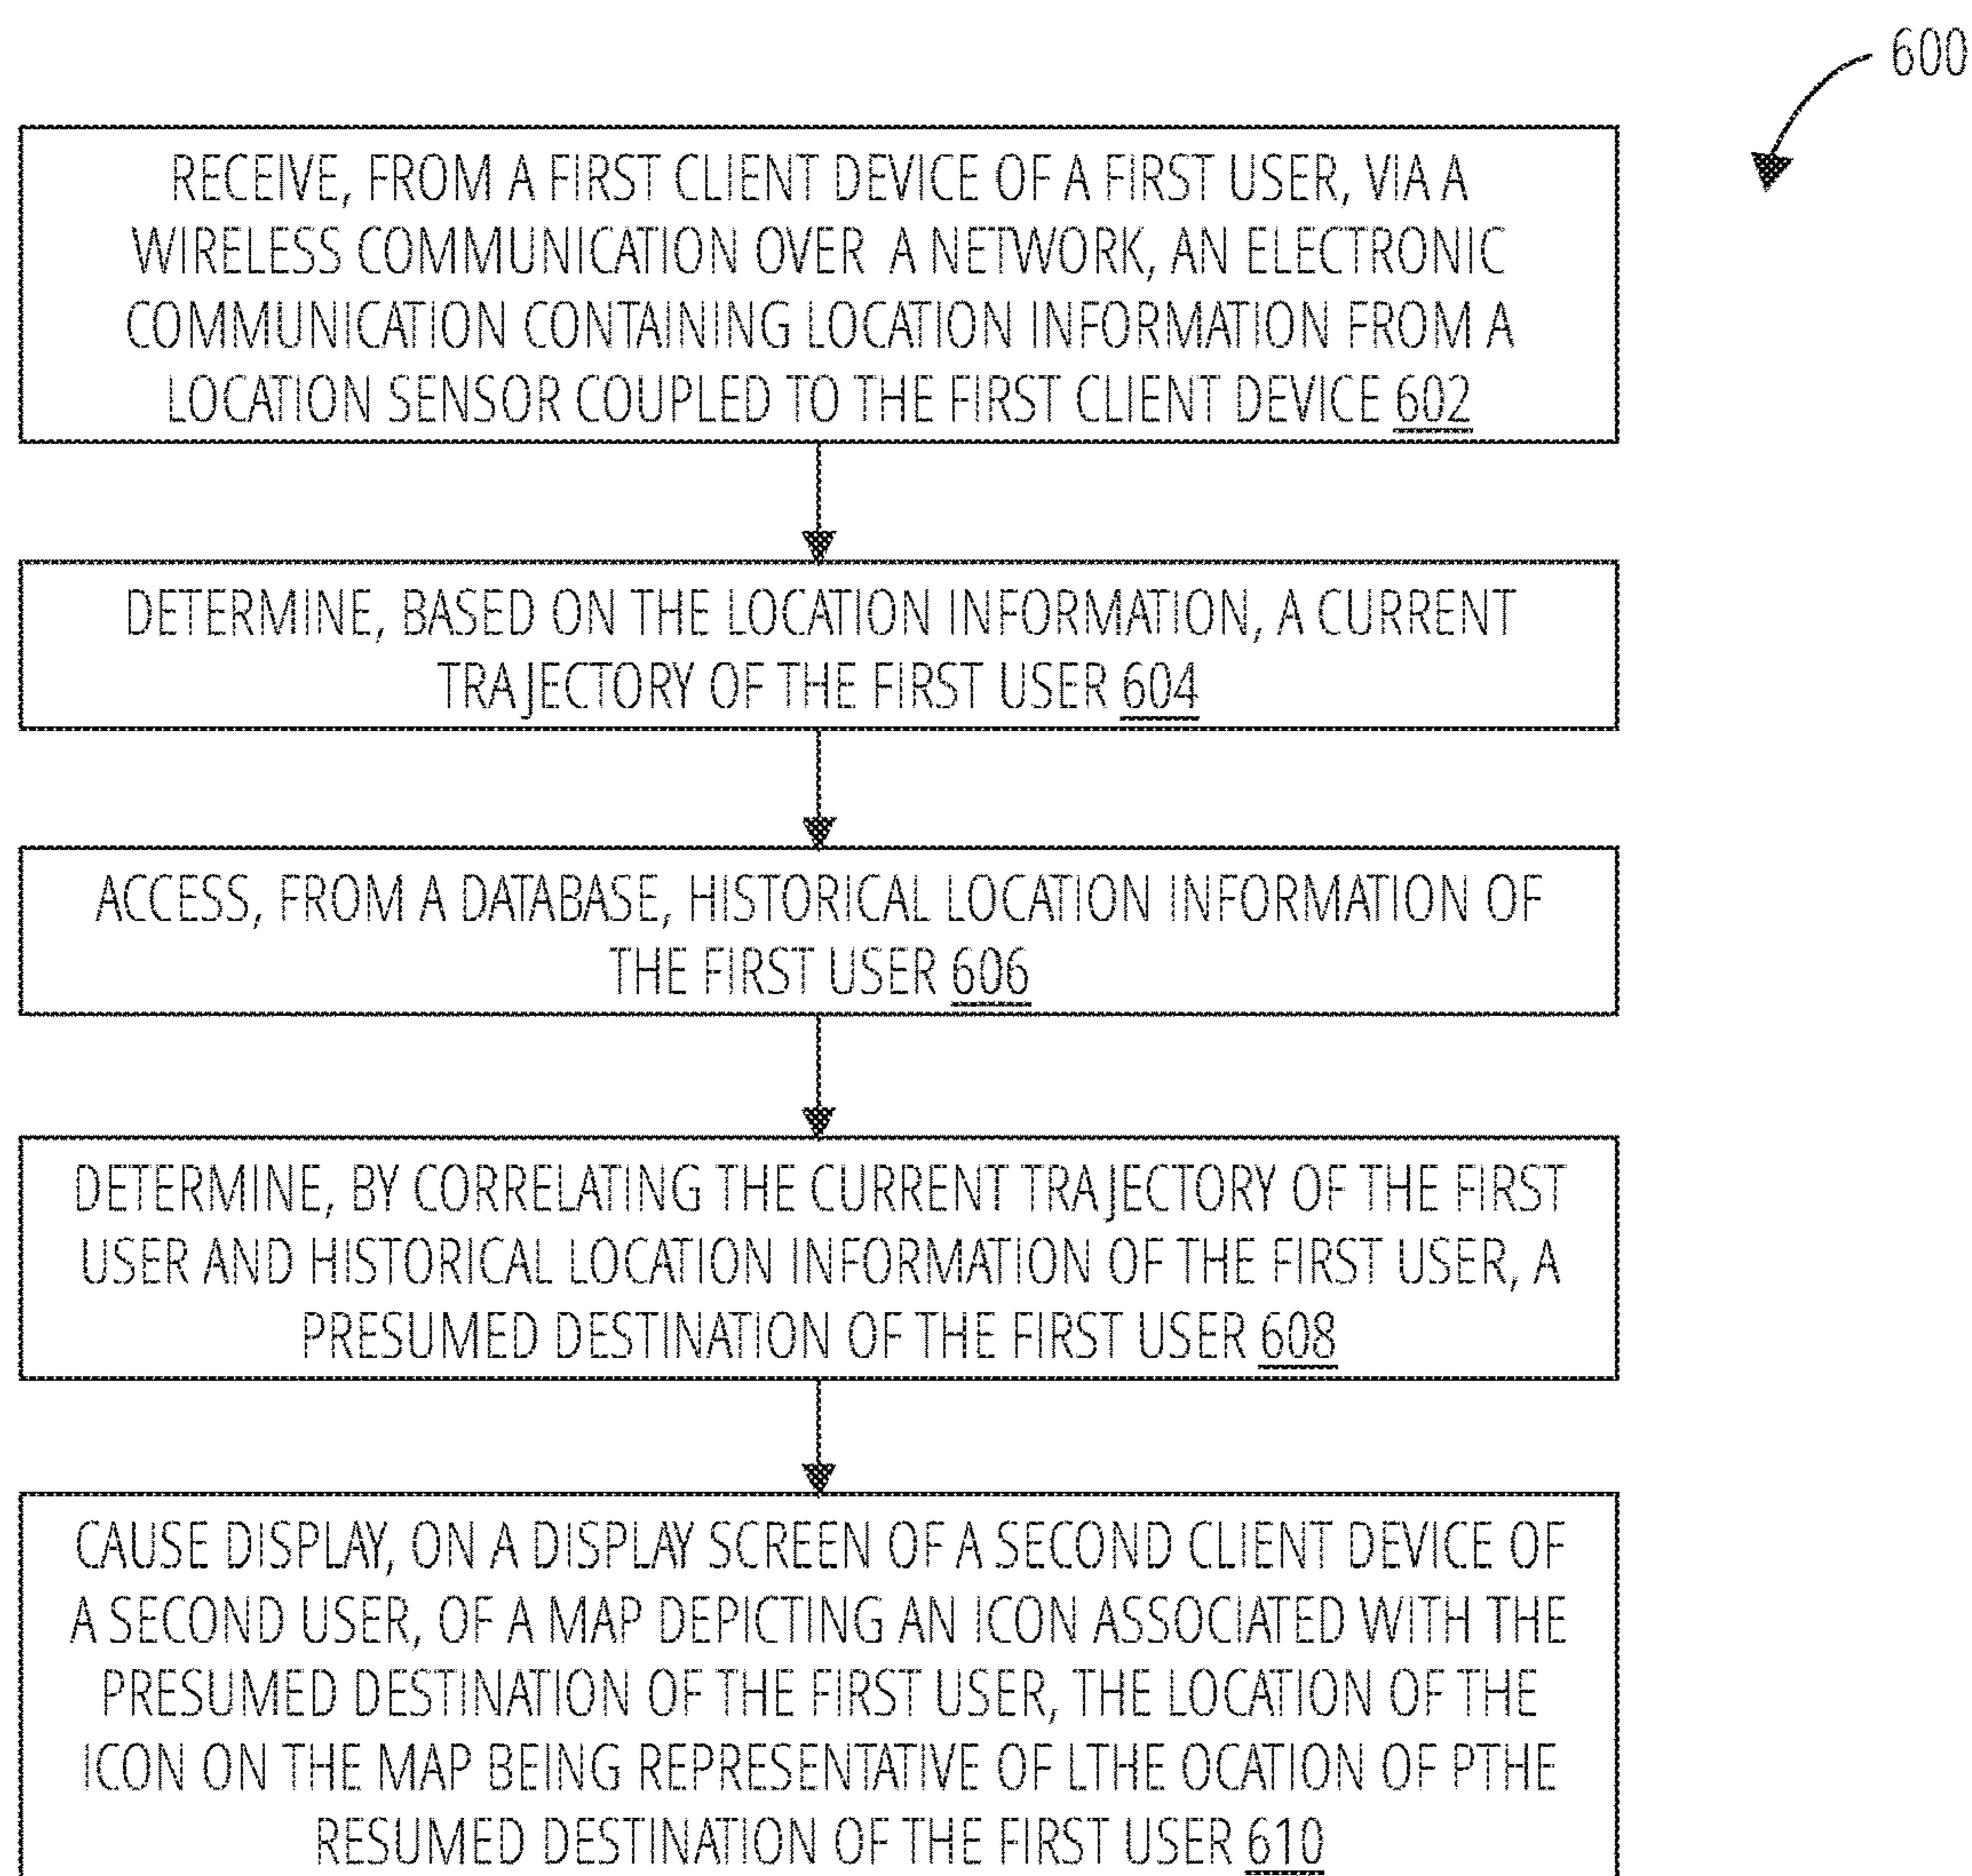 600
RECEIVE, FROM A FIRST CLIENT DEVICE OF A FIRST USER, VIA A
WIRELESS COMMUNICATION OVER A NETWORK, AN ELECTRONIC
COMMUNICATION CONTAINING LOCATION INFORMATION FROM A
LOCATION SENSOR COUPLED TO THE FIRST CLIENT DEVICE 602
DETERMINE, BASED ON THE LOCATION INFORMATION, A CURRENT
TRAJECTORY OF THE FIRST USER 604
ACCESS, FROM A DATABASE, HISTORICAL LOCATION INFORMATION OF
THE FIRST USER 606
DETERMINE, BY CORRELATING THE CURRENT TRAJECTORY OF THE FIRST
USER AND HISTORICAL LOCATION INFORMATION OF THE FIRST USER, A
PRESUMED DESTINATION OF THE FIRST USER 608
CAUSE DISPLAY, ON A DISPLAY SCREEN OF A SECOND CLIENT DEVICE OF
A SECOND USER, OF A MAP DEPICTING AN ICON ASSOCIATED WITH THE
PRESUMED DESTINATION OF THE FIRST USER, THE LOCATION OF THE
ICON ON THE MAP BEING REPRESENTATIVE OF LTHE OCATION OF PTHE
RESUMED DESTINATION OF THE FIRST USER 610